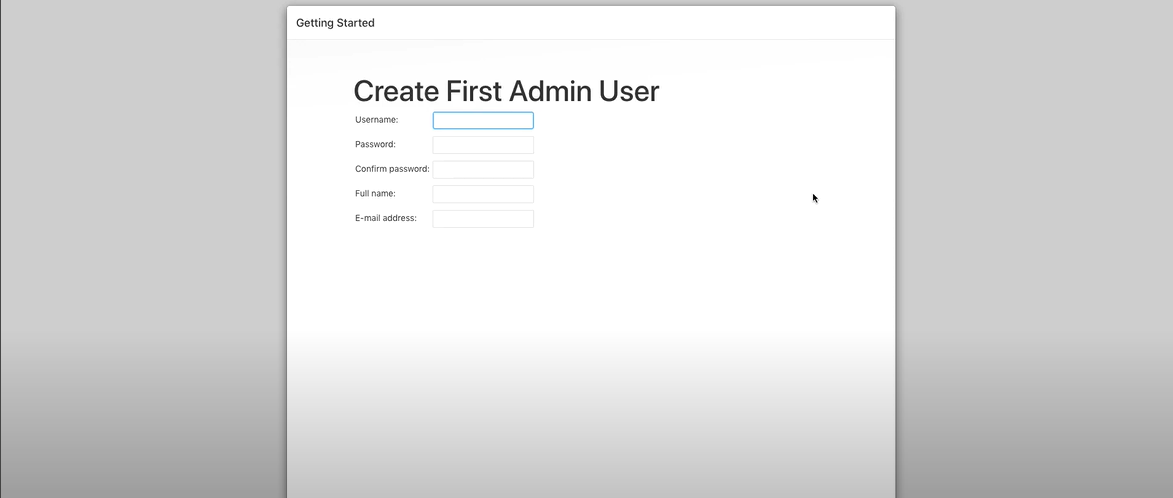 Getting Started
Create First Admin User
Username:
Password:
Confirm password:
Full name:
E-mail address: